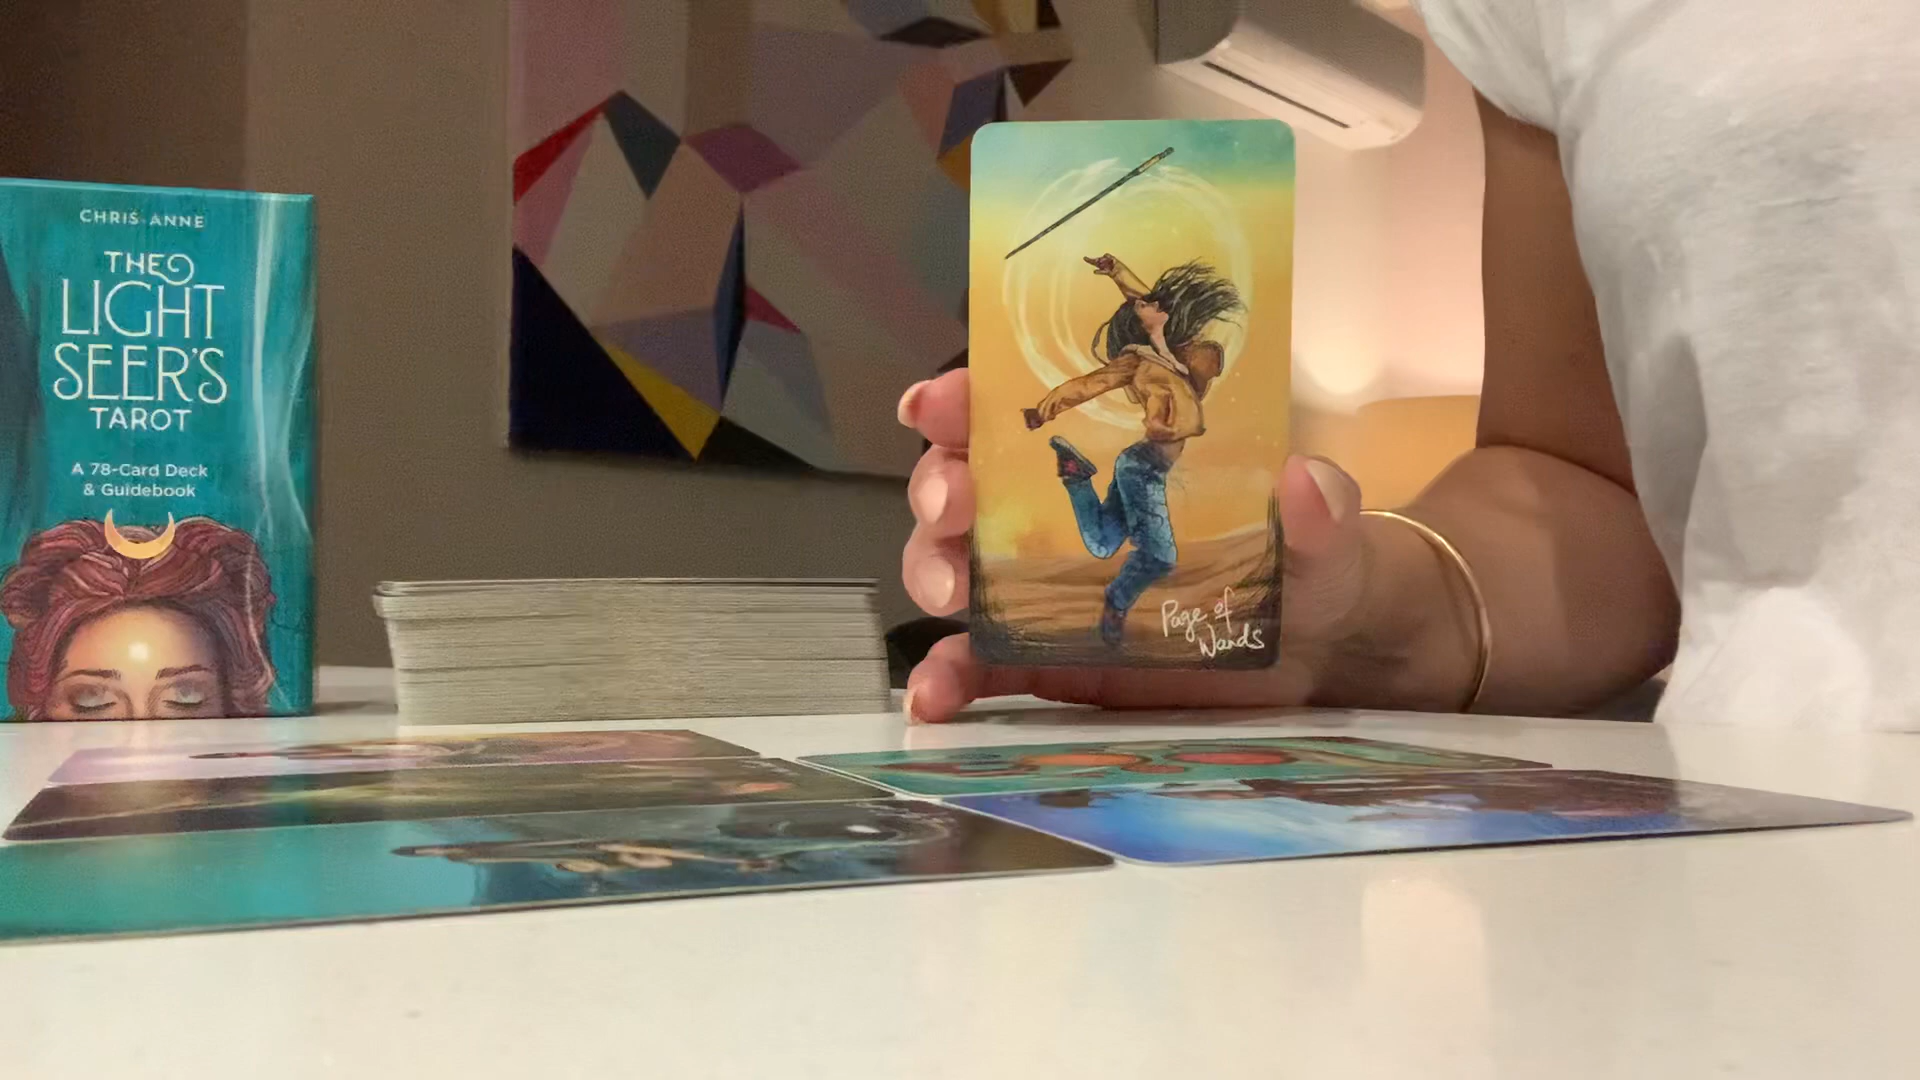 CHRIS-ANNE
THE
LIGHT
SEER'S
TAROT
A 78-Card Deck
& Guidebook
Page of
Wands